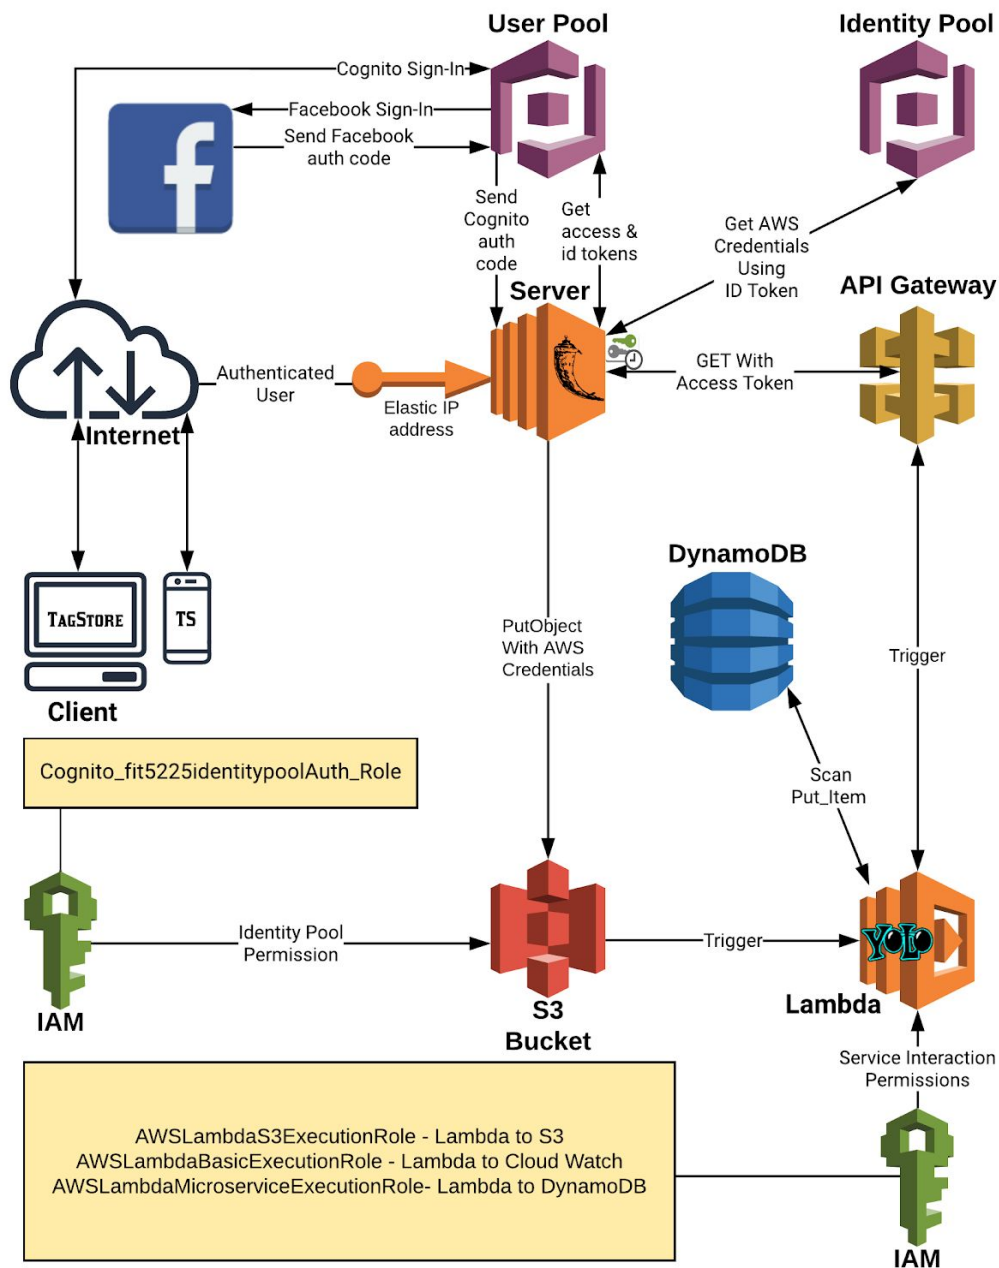 User Pool
Identity Pool
Cognito Sign-In
Facebook Sign-In
Send Facebook
auth code
Send
Cognito
auth
code
Get
access &
id tokens
Get AWS
Credentials
Using
ID Token
Server
API Gateway
GET With
Access Token
Authenticated
User
Elastic IP
address
Internet
TAGSTORE
TS
Client
DynamoDB
PutObject
With AWS
Credentials
Trigger
Scan
Put_Item
Cognito_fit5225identitypoolAuth_Role
Identity Pool
Permission
IAM
S3
Bucket
Trigger
YOLO
Lambda
Service Interaction
Permissions
AWSLambdaS3ExecutionRole - Lambda to S3
AWSLambdaBasicExecutionRole - Lambda to Cloud Watch
AWSLambdaMicroserviceExecutionRole- Lambda to DynamoDB
IAM